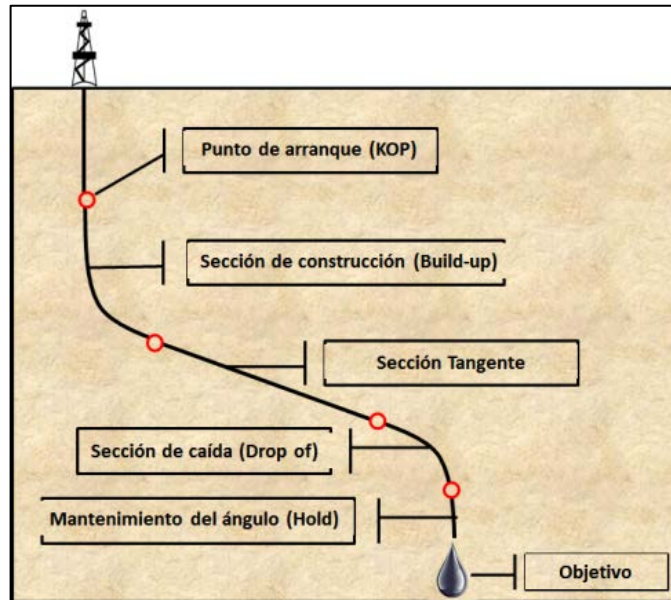 Punto de arranque (KOP)
Sección de construcción (Build-up)
Sección Tangente
Sección de caída (Drop of)
Mantenimiento del ángulo (Hold)
Objetivo